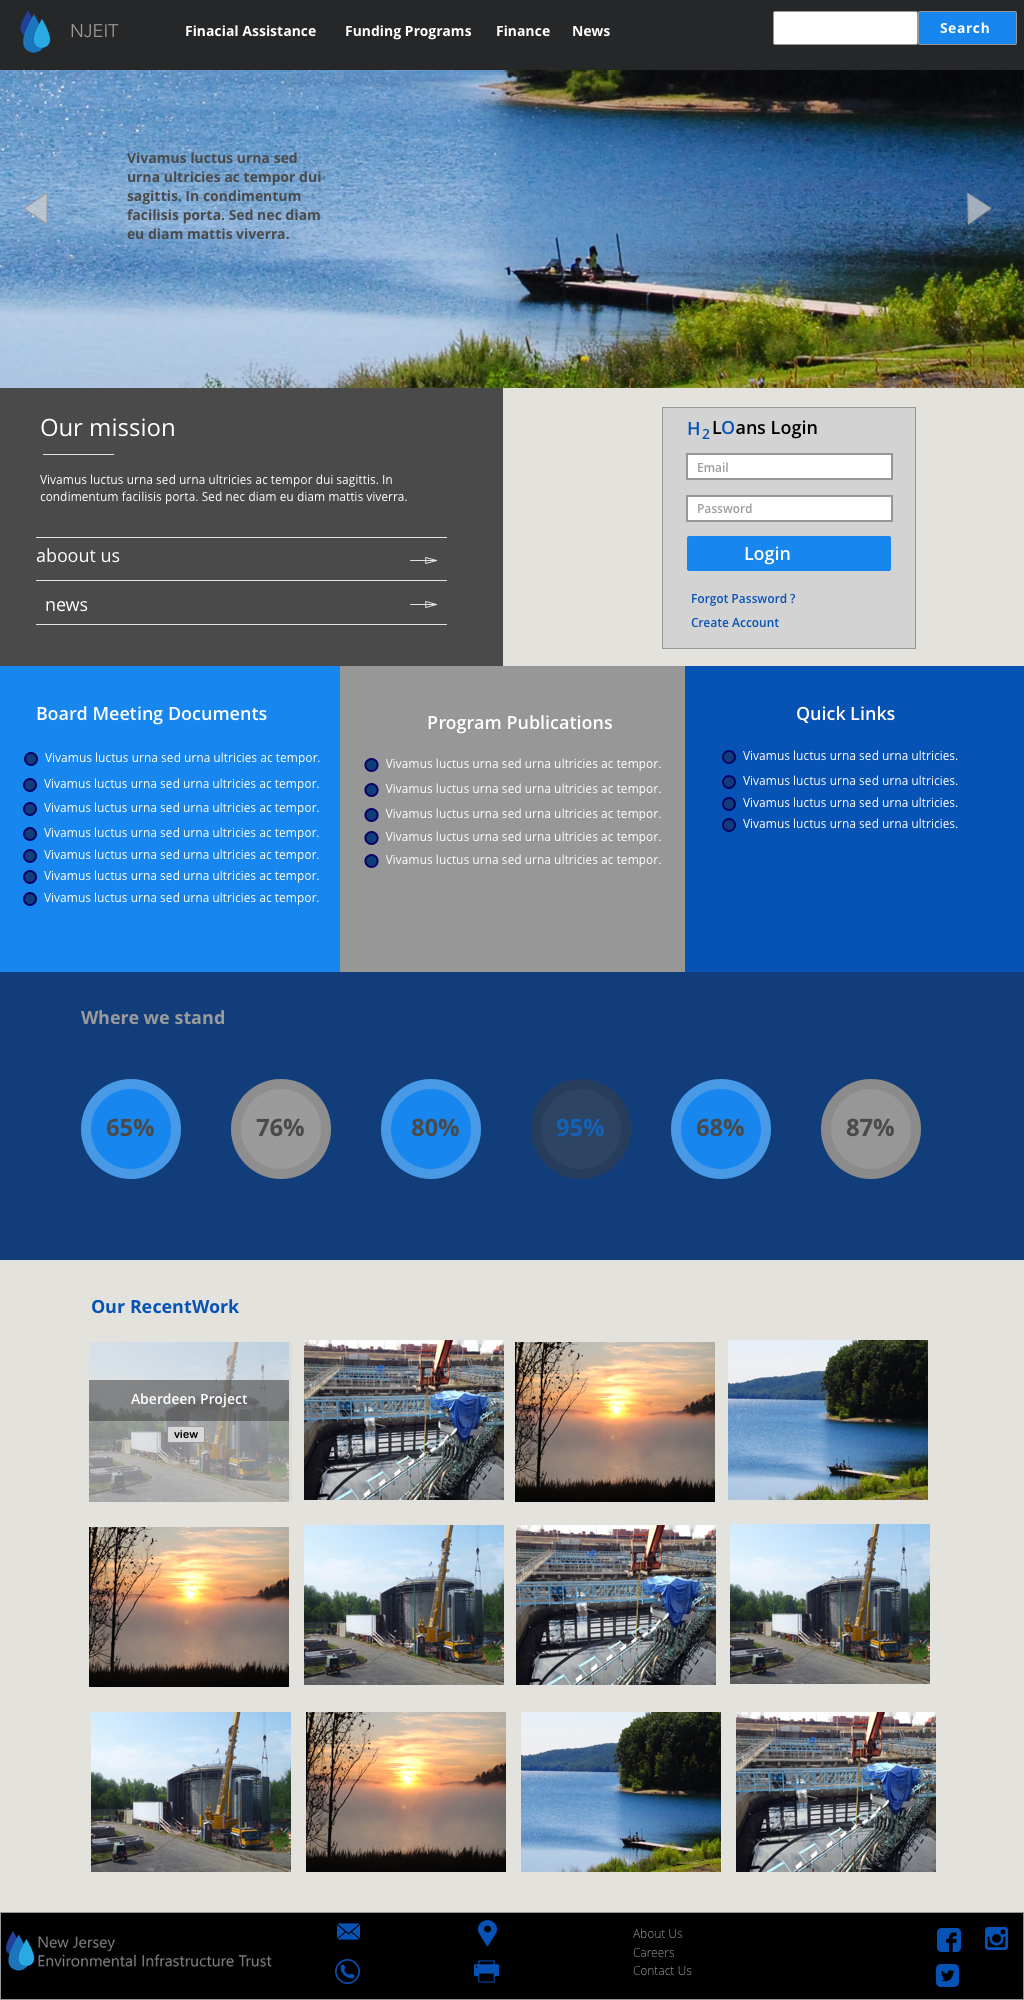 NJEIT
Finacial Assistance
Funding Programs
Finance
News
Search
Vivamus luctus urna sed
urna ultricies ac tempor dui
sagittis. In condimentum
facilisis porta. Sed nec diam
eu diam mattis viverra.
Our mission
Vivamus luctus urna sed urna ultricies ac tempor dui sagittis. In
condimentum facilisis porta. Sed nec diam eu diam mattis viverra.
aboout us
news
H2LOans Login
Email
Password
Login
Forgot Password ?
Create Account
Board Meeting Documents
Vivamus luctus urna sed urna ultricies ac tempor.
Vivamus luctus urna sed urna ultricies ac tempor.
Vivamus luctus urna sed urna ultricies ac tempor.
Vivamus luctus urna sed urna ultricies ac tempor.
Vivamus luctus urna sed urna ultricies ac tempor.
Vivamus luctus urna sed urna ultricies ac tempor.
Vivamus luctus urna sed urna ultricies ac tempor.
Program Publications
Vivamus luctus urna sed urna ultricies ac tempor.
Vivamus luctus urna sed urna ultricies ac tempor.
Vivamus luctus urna sed urna ultricies ac tempor.
Vivamus luctus urna sed urna ultricies ac tempor.
Vivamus luctus urna sed urna ultricies ac tempor.
Quick Links
Vivamus luctus urna sed urna ultricies.
Vivamus luctus urna sed urna ultricies.
Vivamus luctus urna sed urna ultricies.
Vivamus luctus urna sed urna ultricies.
Where we stand
65%
76%
80%
95%
68%
87%
Our RecentWork
Aberdeen Project
view
New Jersey
Environmental Infrastructure Trust
About Us
Careers
Contact Us